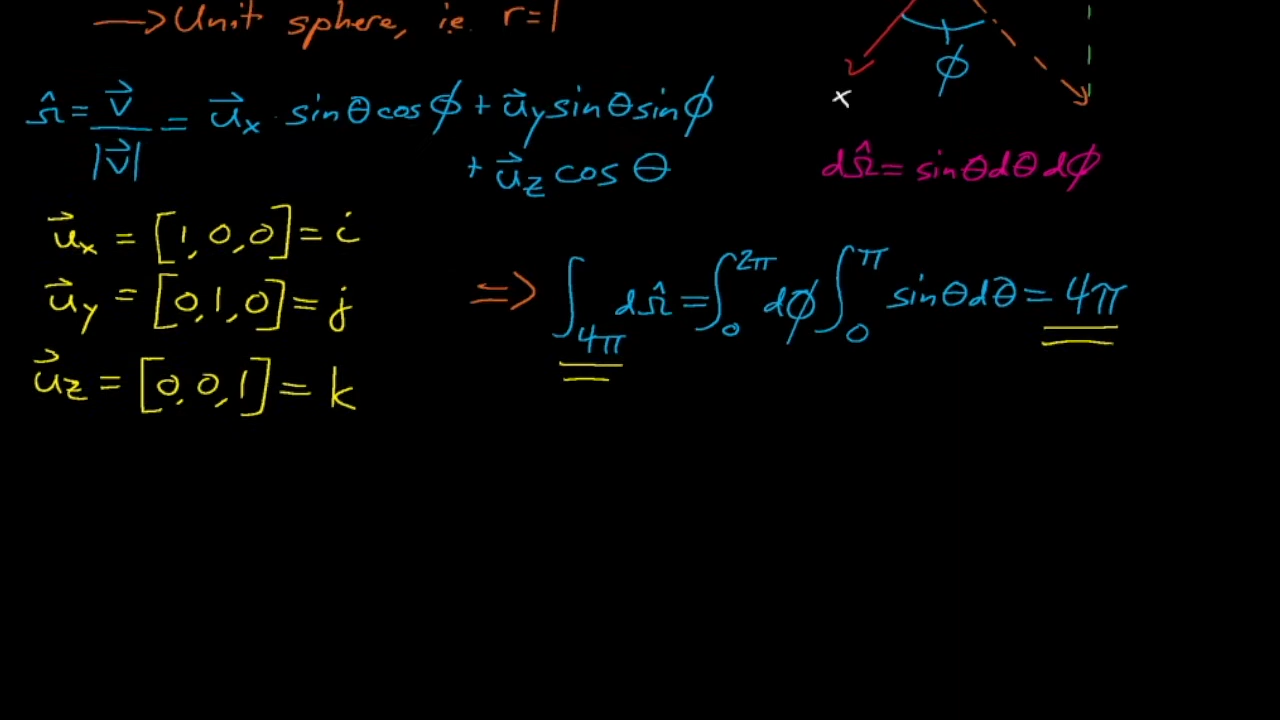 → Unit sphere, i.e. r=1
ϕ
x
Ω̂ = v⃗/|v⃗| = u⃗x · sinθcosϕ + u⃗y sinθsinϕ
+ u⃗z cosθ
dΩ̂ = sinθdθdϕ
u⃗x = [1,0,0] = i
u⃗y = [0,1,0] = j
⇒ ∫4π dΩ̂ = ∫0^2π dϕ ∫0^π sinθdθ = 4π
u⃗z = [0,0,1] = k